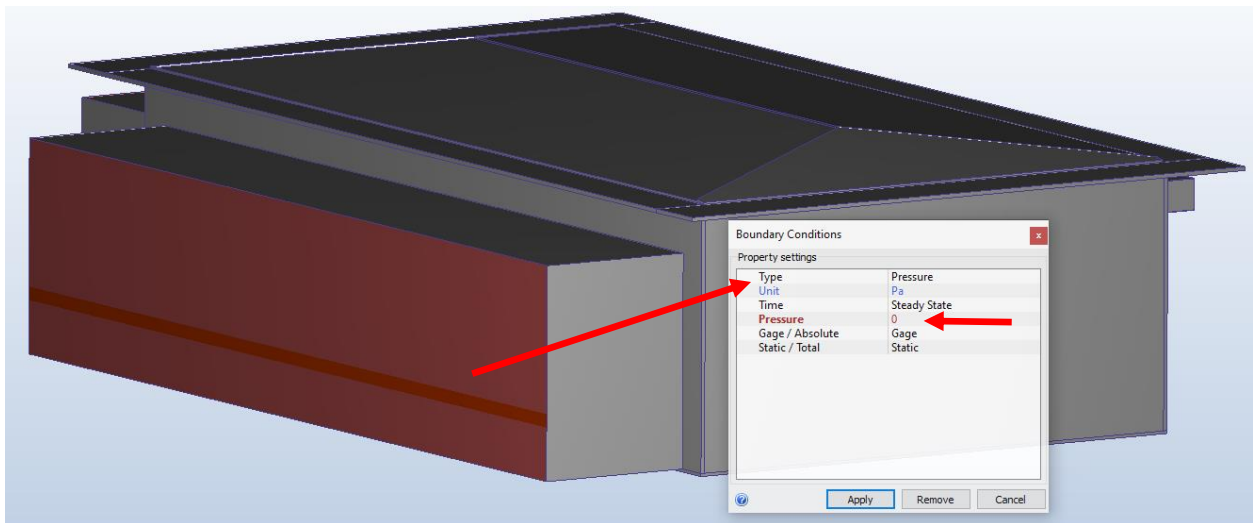 Boundary Conditions
x
Property settings
Type Pressure
Unit Pa
Time Steady State
Pressure 0
Gage / Absolute Gage
Static / Total Static
? Apply Remove Cancel